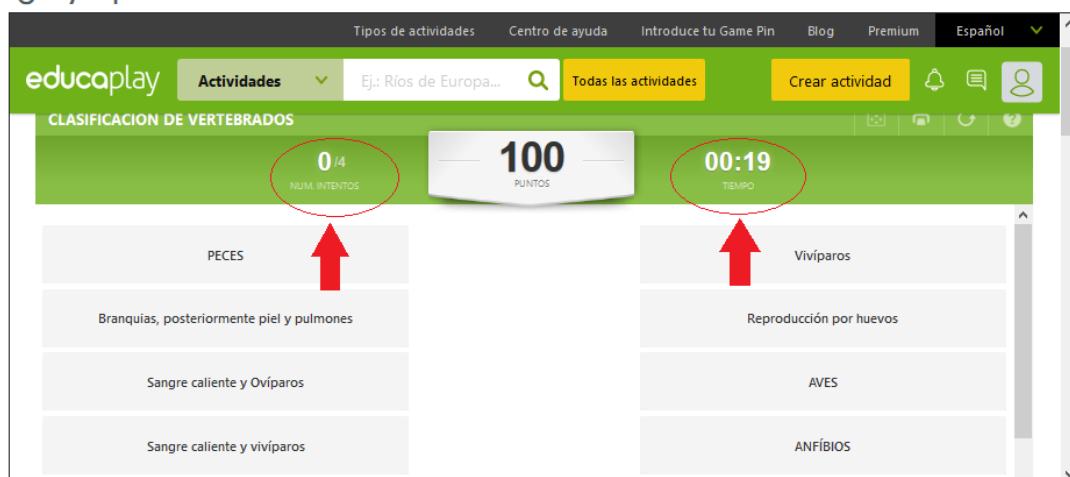 Tipos de actividades Centro de ayuda Introduce tu Game Pin Blog Premium Español
educaplay Actividades Ej.: Ríos de Europa... Todas las actividades Crear actividad
CLASIFICACION DE VERTEBRADOS
0/4 100 00:19
NUM. INTENTOS PUNTOS TIEMPO
PECES Vivíparos
Branquias, posteriormente piel y pulmones Reproducción por huevos
Sangre caliente y Ovíparos AVES
Sangre caliente y vivíparos ANFÍBIOS